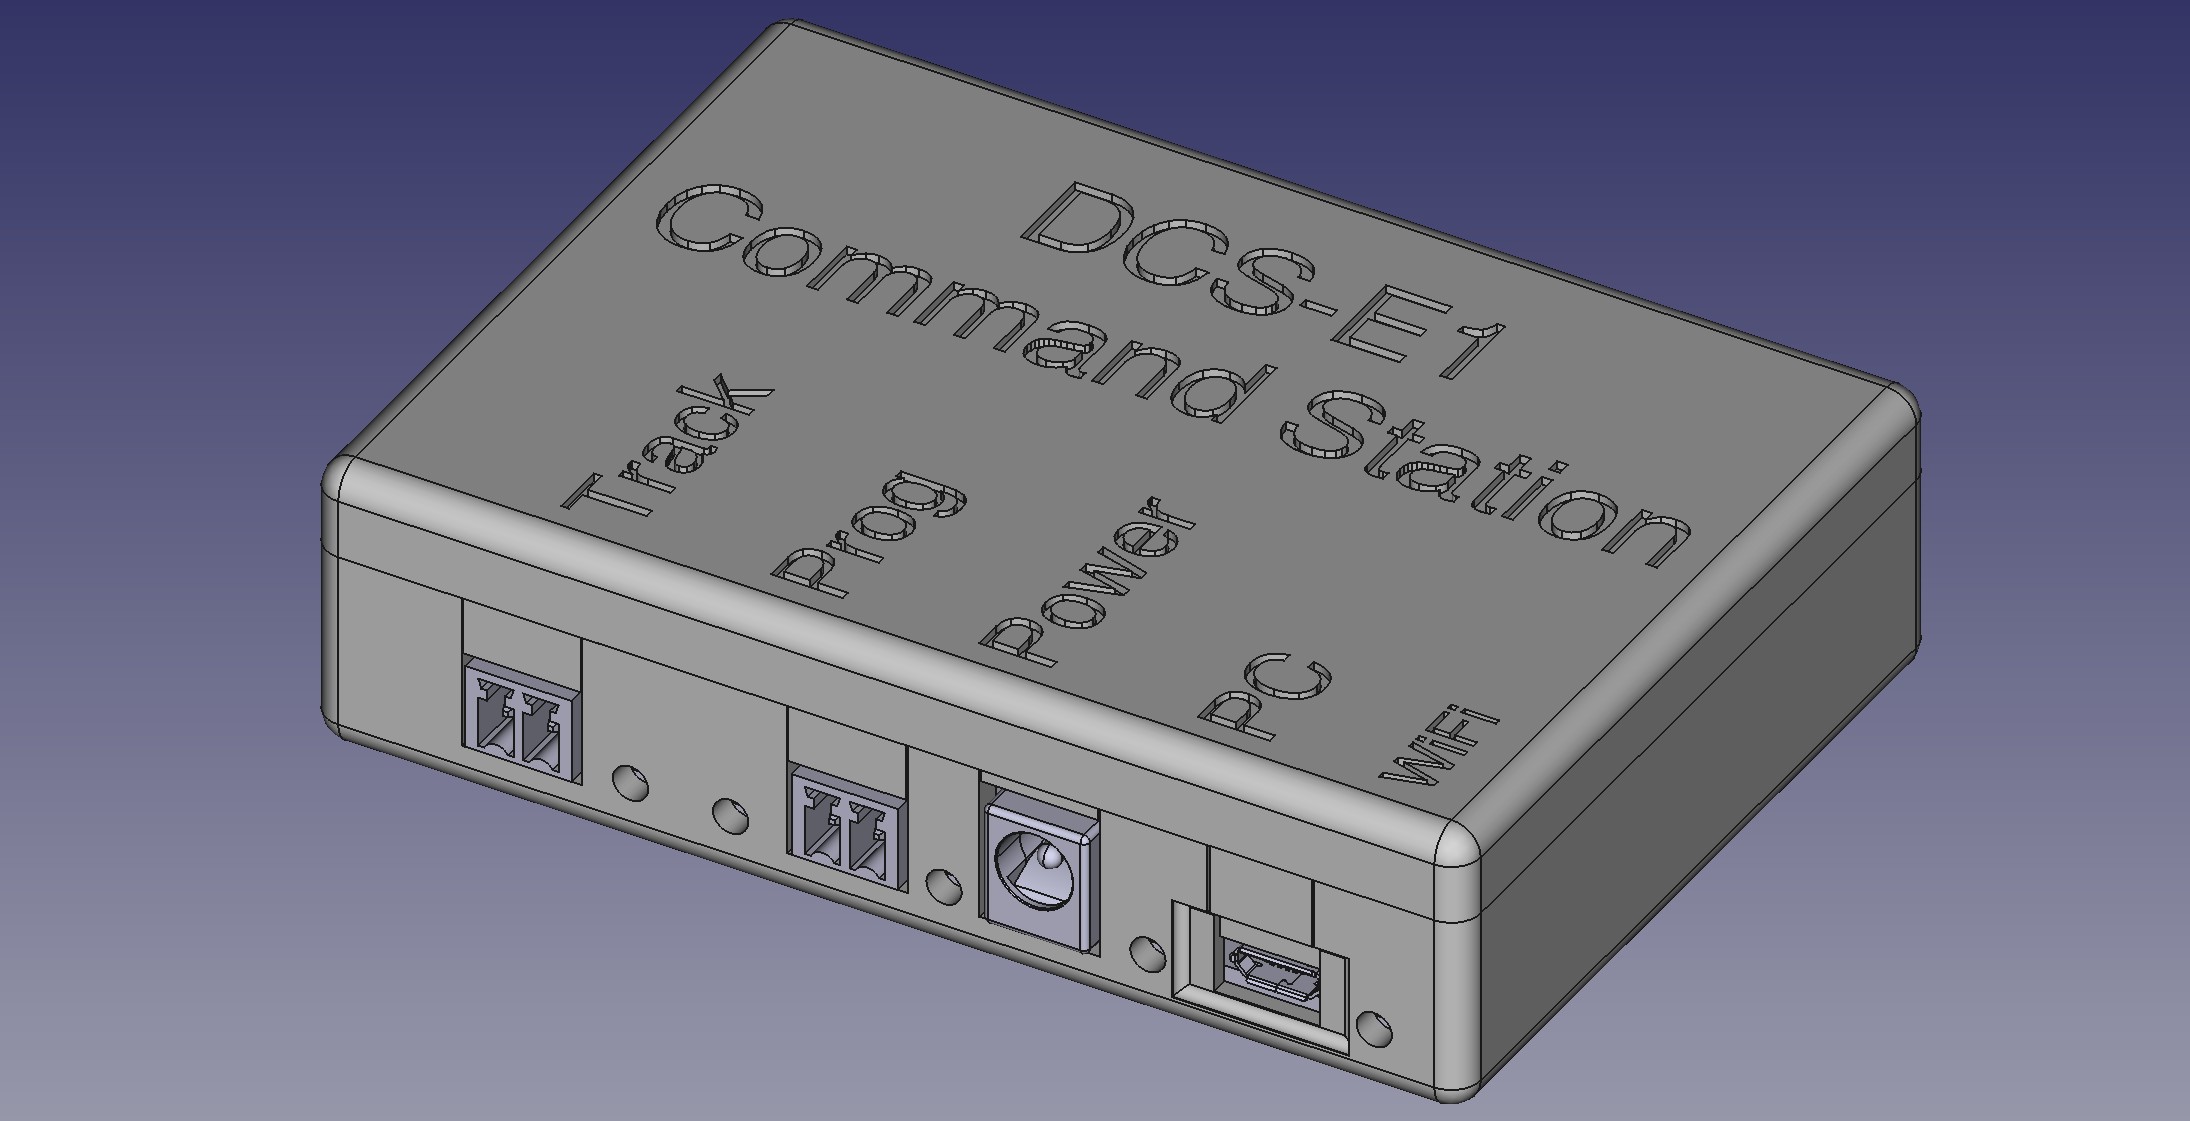 DCS-E1
Command Station
Track
Prog
Power
PC
WiFi